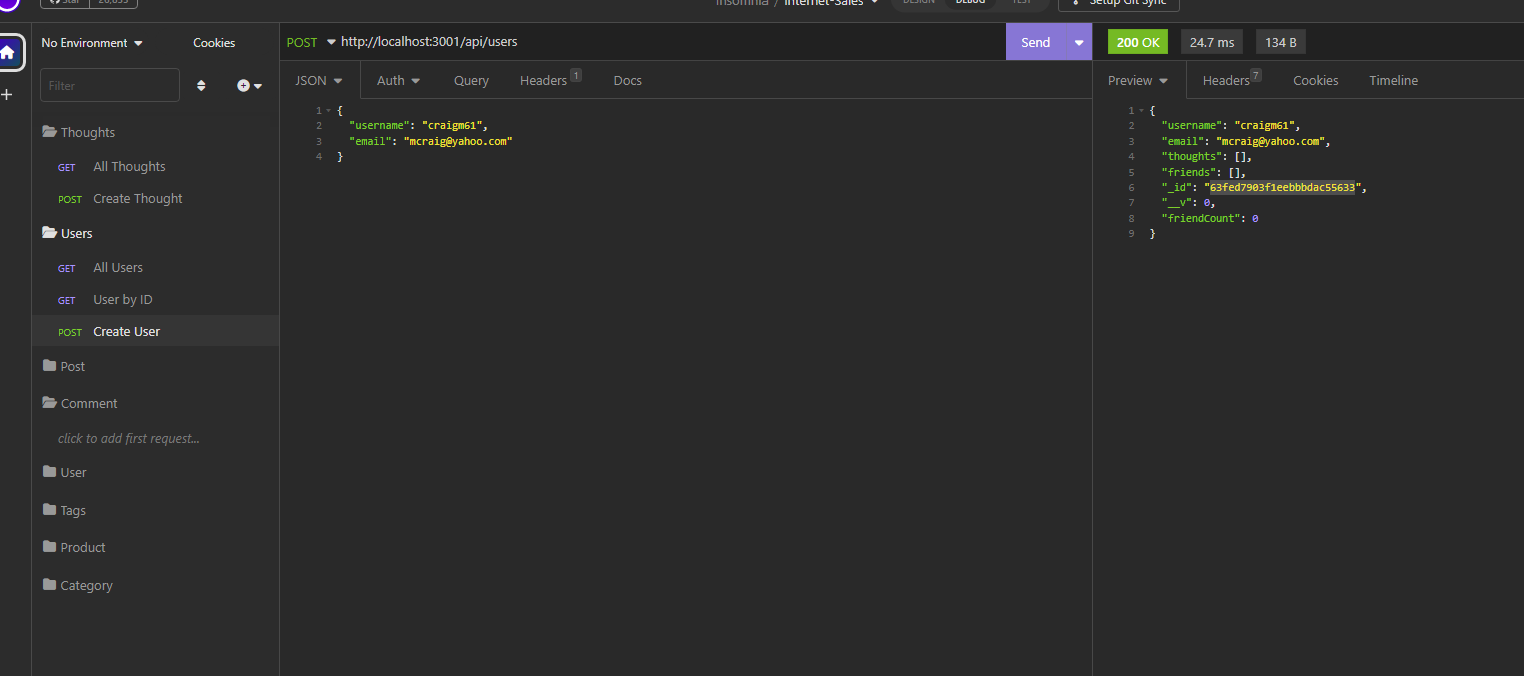 Star 26,853
Insomnia / Internet-Sales
DESIGN DEBUG TEST
Setup Git Sync
No Environment
Cookies
Filter
Thoughts
GET All Thoughts
POST Create Thought
Users
GET All Users
GET User by ID
POST Create User
Post
Comment
click to add first request...
User
Tags
Product
Category
POST http://localhost:3001/api/users
Send
JSON Auth Query Headers 1 Docs
1 {
2 "username": "craigm61",
3 "email": "mcraig@yahoo.com"
4 }
200 OK 24.7 ms 134 B
Preview Headers 7 Cookies Timeline
1 {
2 "username": "craigm61",
3 "email": "mcraig@yahoo.com",
4 "thoughts": [],
5 "friends": [],
6 "_id": "63fed7903f1eebbbdac55633",
7 "__v": 0,
8 "friendCount": 0
9 }